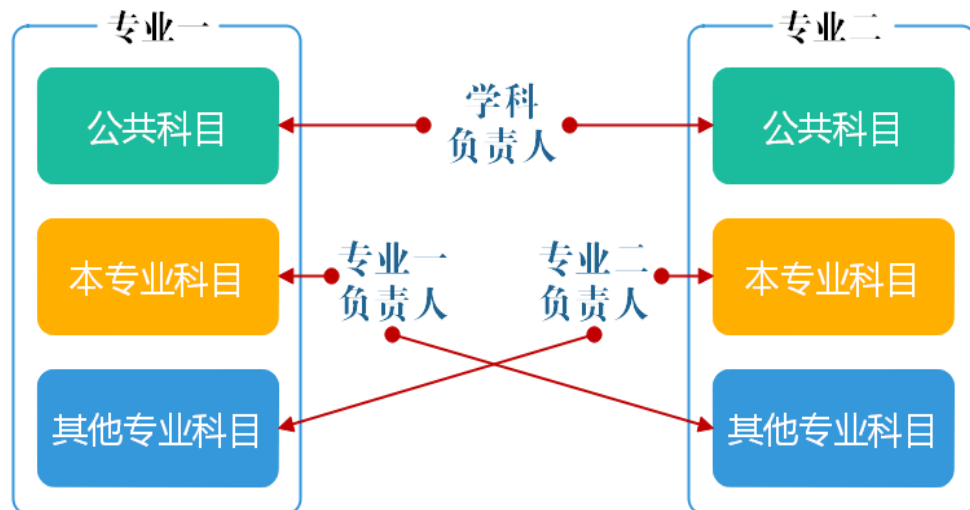 专业一
专业二
公共科目
学科
负责人
公共科目
本专业科目
专业一
负责人
专业二
负责人
本专业科目
其他专业科目
其他专业科目